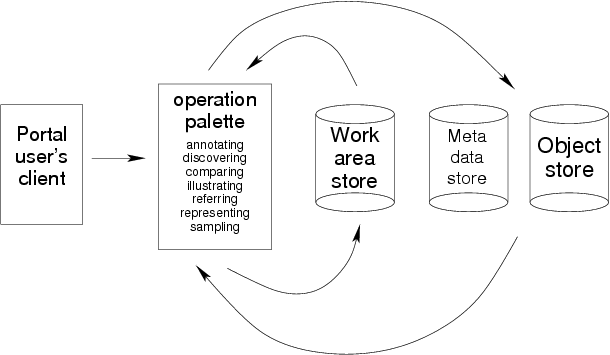 Portal
user's
client
operation
palette
annotating
discovering
comparing
illustrating
referring
representing
sampling
Work
area
store
Meta
data
store
Object
store